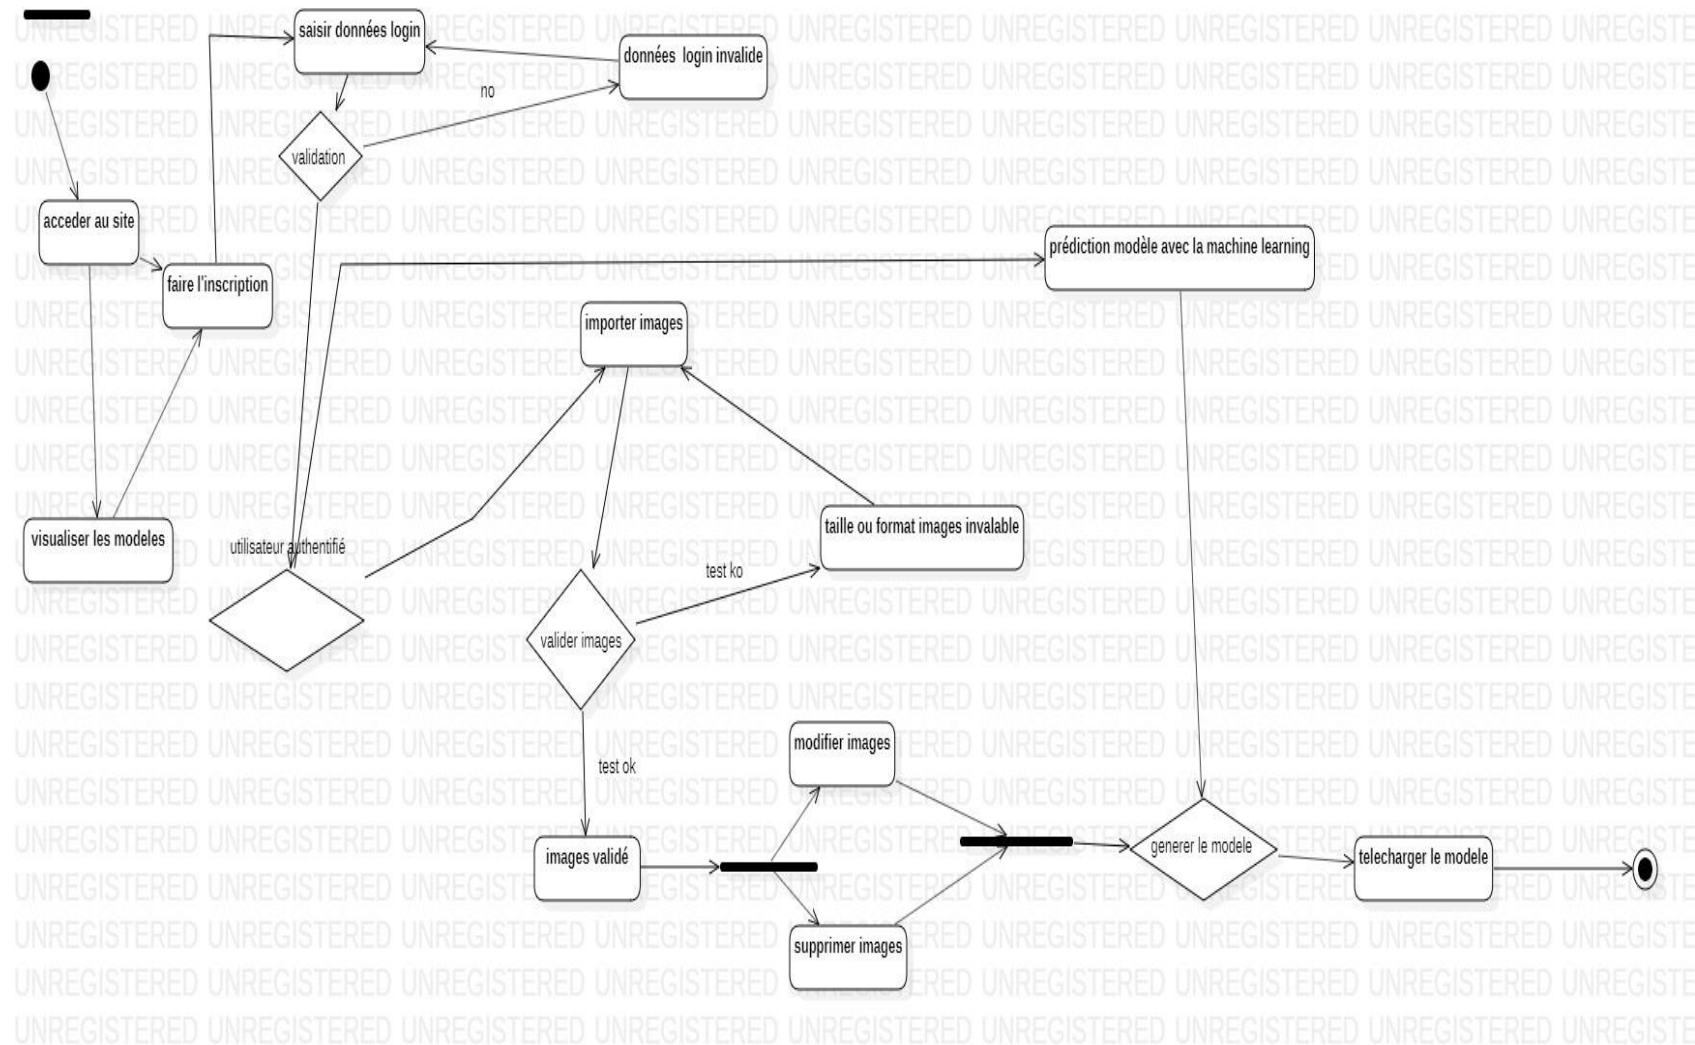 saisir données login
données  login invalide
no
validation
acceder au site
prédiction modèle avec la machine learning
faire l'inscription
importer images
taille ou format images invalable
visualiser les modeles
utilisateur authentifié
test ko
valider images
modifier images
test ok
generer le modele
images validé
telecharger le modele
supprimer images
UNREGISTERED